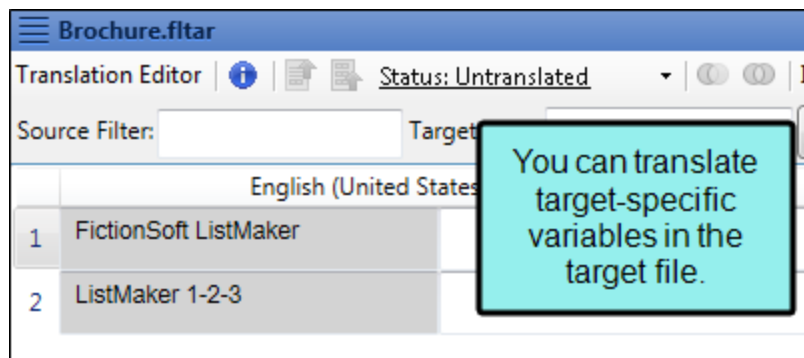 Brochure.fltar
Translation Editor Status: Untranslated
Source Filter: Target
English (United States
1 FictionSoft ListMaker
2 ListMaker 1-2-3
You can translate
target-specific
variables in the
target file.